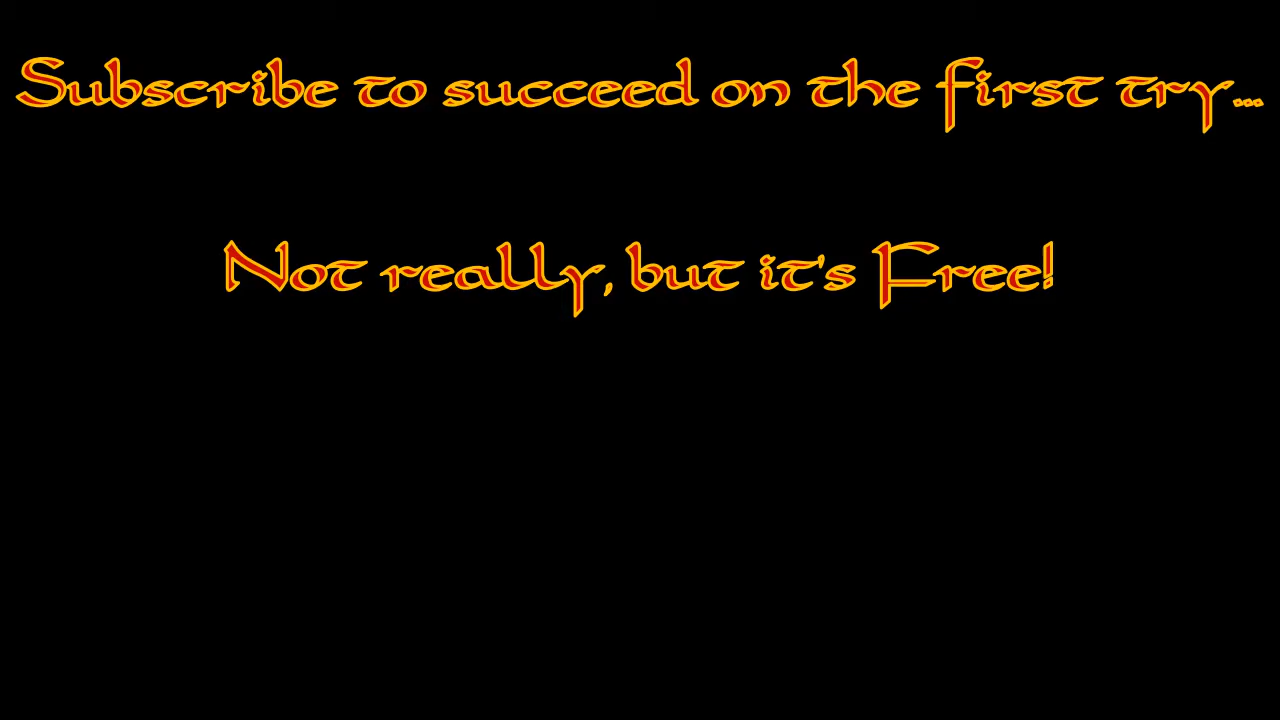 Subscribe to succeed on the first try...
Not really, but it's Free!